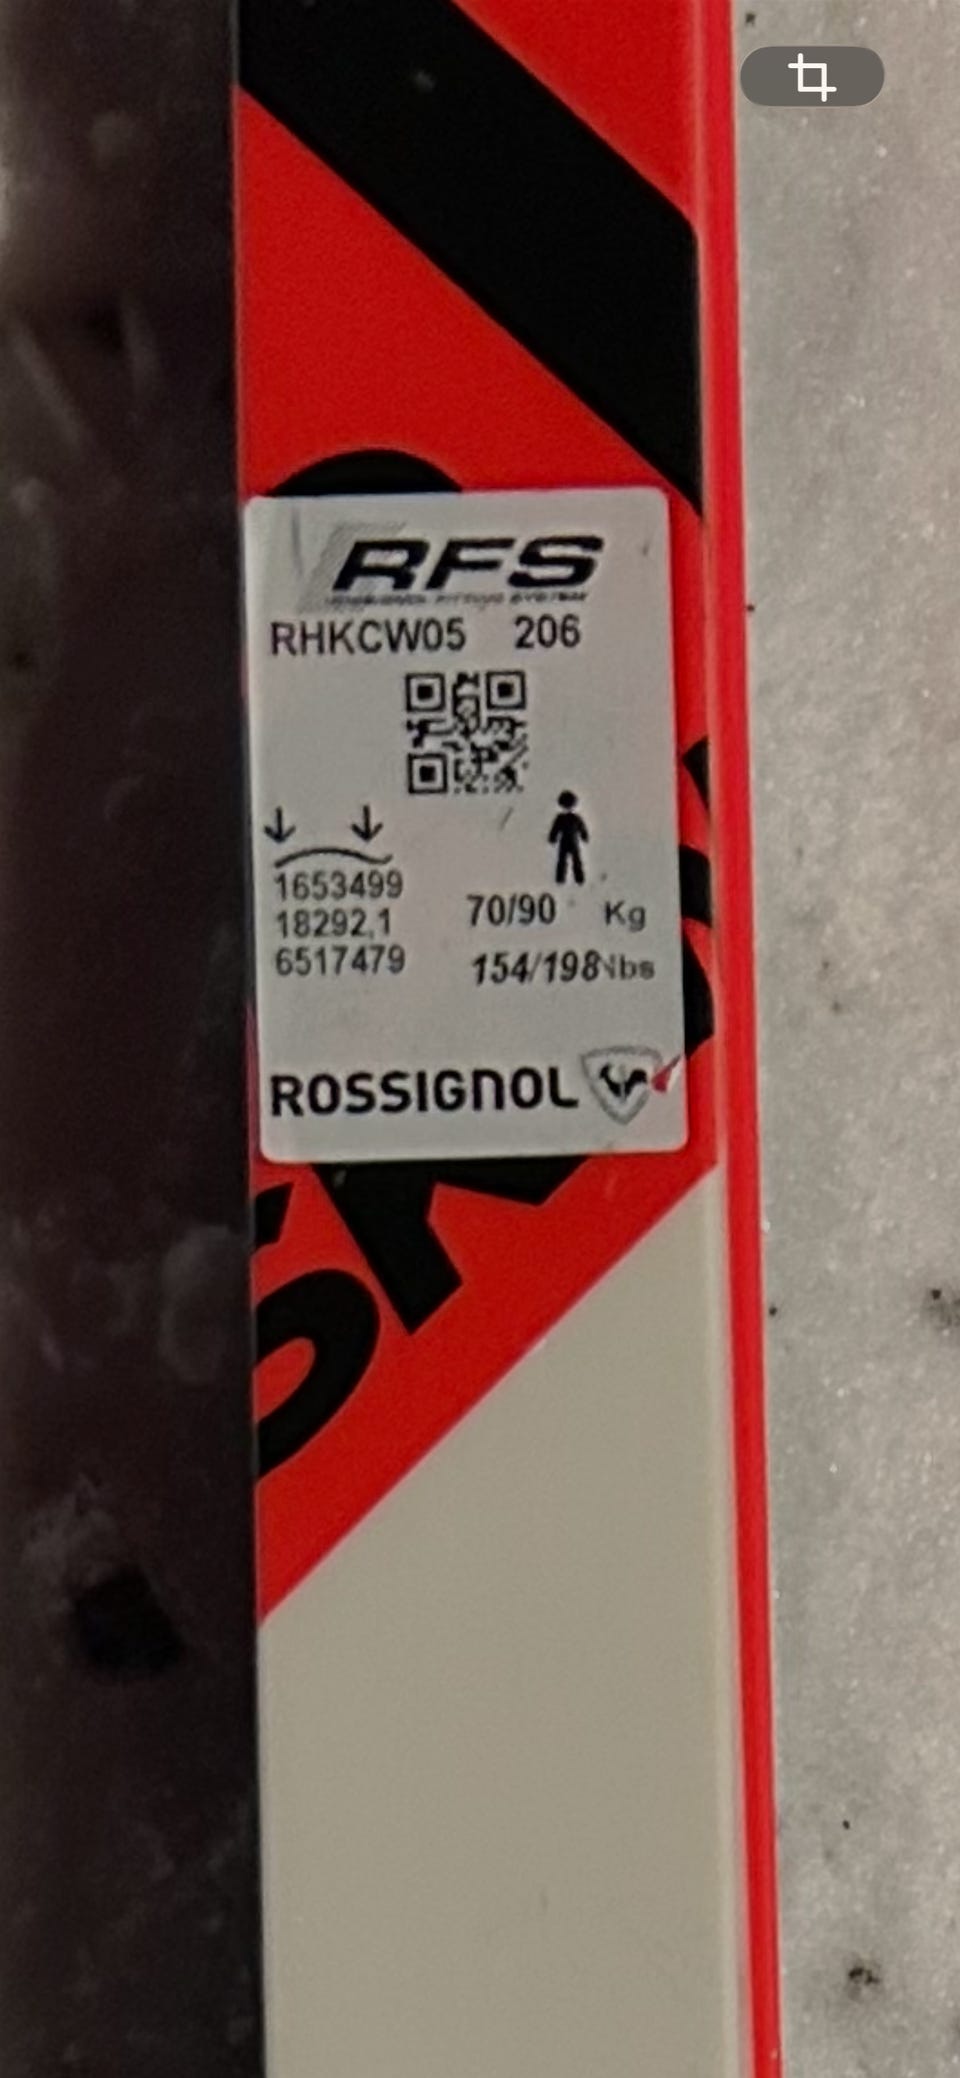 RFS
RHKCW05 206
1653499
18292,1
6517479
70/90 Kg
154/198 lbs
ROSSIGNOL